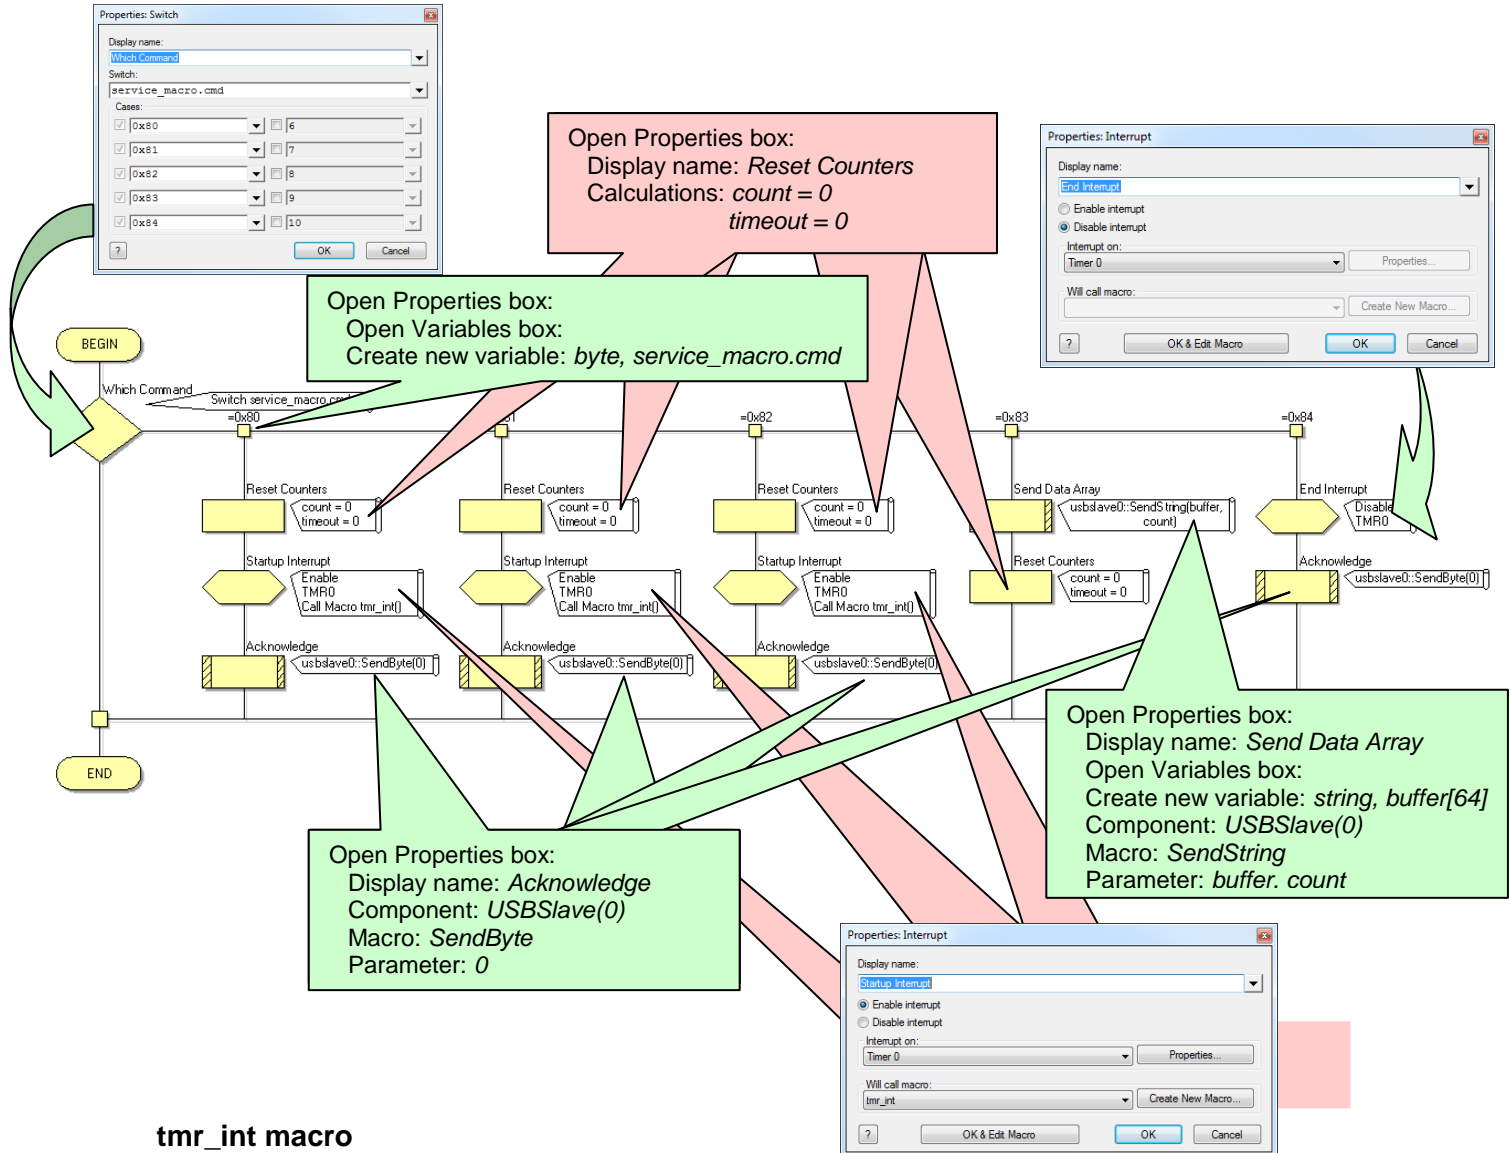 Properties: Switch
Display name:
Which Command
Switch:
service_macro.cmd
Cases:
0x80
6
0x81
7
0x82
8
0x83
9
0x84
10
?
OK
Cancel
Open Properties box:
Display name: Reset Counters
Calculations: count = 0
timeout = 0
Properties: Interrupt
Display name:
End Interrupt
Enable interrupt
Disable interrupt
Interrupt on:
Timer 0
Properties...
Will call macro:
Create New Macro...
?
OK & Edit Macro
OK
Cancel
Open Properties box:
Open Variables box:
Create new variable: byte, service_macro.cmd
BEGIN
Which Command
Switch service_macro.cmd
=0x80
=0x82
=0x83
=0x84
Reset Counters
count = 0
timeout = 0
Reset Counters
count = 0
timeout = 0
Reset Counters
count = 0
timeout = 0
Send Data Array
usbslave0::SendString(buffer,
count)
End Interrupt
Disable
TMR0
Startup Interrupt
Enable
TMR0
Call Macro tmr_int()
Startup Interrupt
Enable
TMR0
Call Macro tmr_int()
Startup Interrupt
Enable
TMR0
Call Macro tmr_int()
Reset Counters
count = 0
timeout = 0
Acknowledge
usbslave0::SendByte(0)
Acknowledge
usbslave0::SendByte(0)
Acknowledge
usbslave0::SendByte(0)
Acknowledge
usbslave0::SendByte(0)
END
Open Properties box:
Display name: Send Data Array
Open Variables box:
Create new variable: string, buffer[64]
Component: USBSlave(0)
Macro: SendString
Parameter: buffer. count
Open Properties box:
Display name: Acknowledge
Component: USBSlave(0)
Macro: SendByte
Parameter: 0
Properties: Interrupt
Display name:
Startup Interrupt
Enable interrupt
Disable interrupt
Interrupt on:
Timer 0
Properties...
Will call macro:
tmr_int
Create New Macro...
?
OK & Edit Macro
OK
Cancel
tmr_int macro